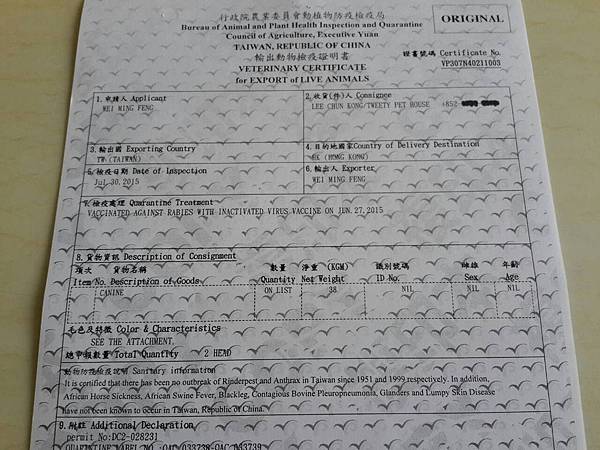 行政院農業委員會動植物防疫檢疫局
Bureau of Animal and Plant Health Inspection and Quarantine
Council of Agriculture, Executive Yuan
TAIWAN, REPUBLIC OF CHINA
輸出動物檢疫證明書
VETERINARY CERTIFICATE
for EXPORT of LIVE ANIMALS
ORIGINAL
證書號碼 Certificate No.
VP307N40211003
1.申請人 Applicant
WEI MING FENG
2.收貨(件)人 Consignee
LEE CHUN KONG/TWEETY PET HOUSE +852-
3.輸出國 Exporting Country
TW (TAIWAN)
4.目的地國家Country of Delivery Destination
HK (HONG KONG)
5.檢疫日期 Date of Inspection
Jul.30,2015
6.輸出人 Exporter
WEI MING FENG
7.檢疫處理 Quarantine Treatment
VACCINATED AGAINST RABIES WITH INACTIVATED VIRUS VACCINE ON JUN.27,2015
8.貨物資訊 Description of Consignment
項次 貨物名稱 數量 淨重 (KGM) 識別號碼 雌雄 年齡
Item/No. Description of Goods Quantity Net Weight ID No. Sex Age
CANINE ON LIST 38 NIL NIL NIL
毛色及特徵 Color & Characteristics
SEE THE ATTACHMENT.
總申報數量 Total Quantity 2 HEAD
動物防疫檢疫說明 Sanitary information
It is certified that there has been no outbreak of Rinderpest and Anthrax in Taiwan since 1951 and 1999 respectively. In addition,
African Horse Sickness, African Swine Fever, Blackleg, Contagious Bovine Pleuropneumonia, Glanders and Lumpy Skin Disease
have not been known to occur in Taiwan, Republic of China.
9.附註 Additional Declaration
permit No:DC2-028231
QUARANTINE LABEL NO.:QAC 033738-QAC 033739